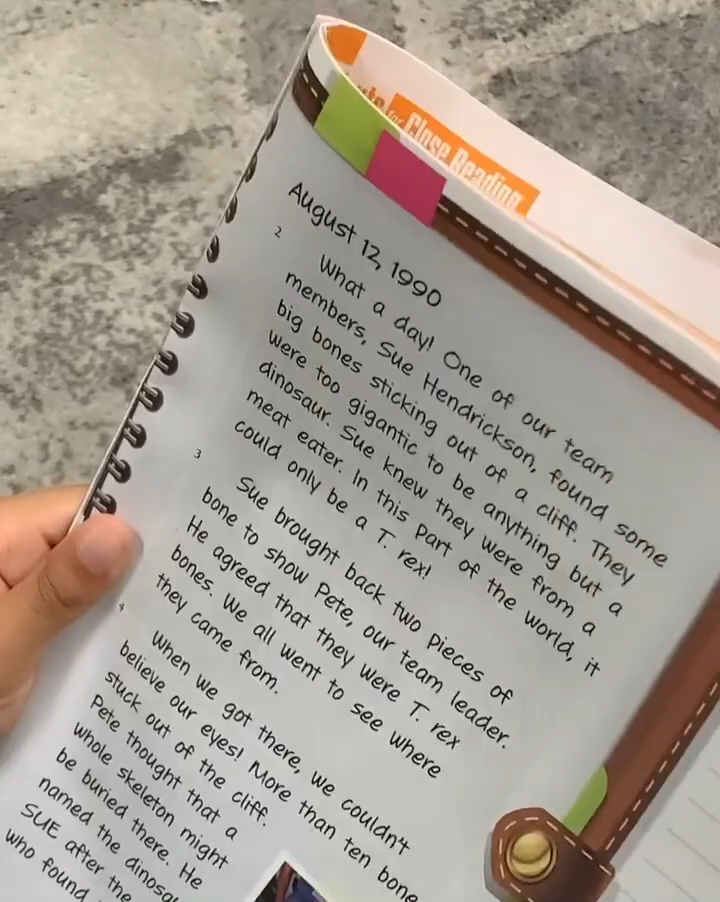 for Close Reading
August 12, 1990
2
What a day! One of our team
members, Sue Hendrickson, found some
big bones sticking out of a cliff. They
were too gigantic to be anything but a
dinosaur. Sue knew they were from a
meat eater. In this part of the world, it
could only be a T. rex!
3
Sue brought back two pieces of
bone to show Pete, our team leader.
He agreed that they were T. rex
bones. We all went to see where
they came from.
4
When we got there, we couldn't
believe our eyes! More than ten bone
stuck out of the cliff.
Pete thought that a
whole skeleton might
be buried there. He
named the dinosa
SUE after the
who found